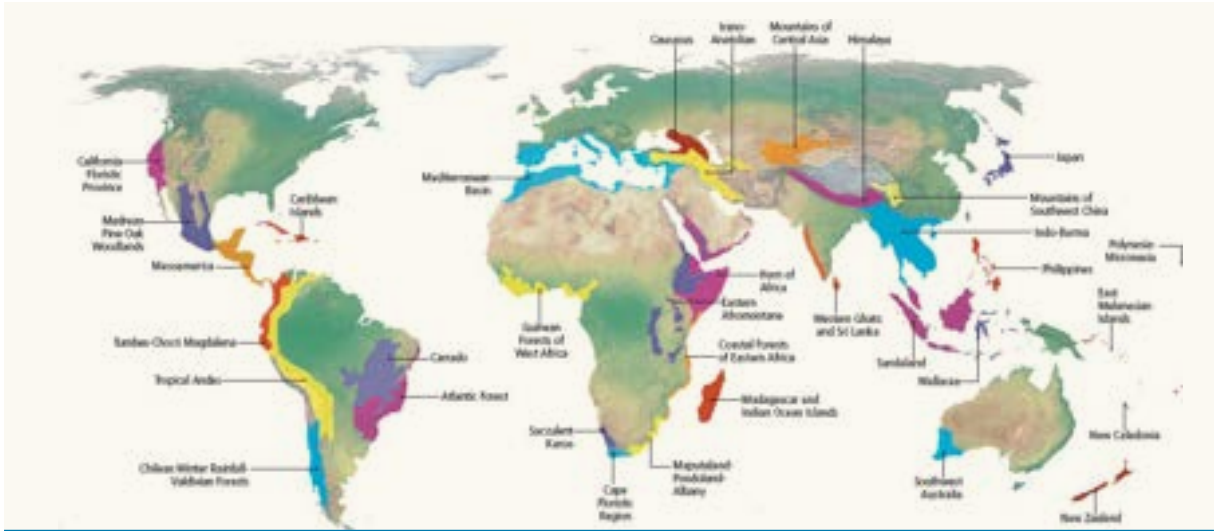 Caucasus
Irano-
Anatolian
Mountains of
Central Asia
Himalaya
California
Floristic
Province
Madrean
Pine-Oak
Woodlands
Caribbean
Islands
Mesoamerica
Mediterranean
Basin
Japan
Mountains of
Southwest China
Indo-Burma
Polynesia-
Micronesia
Philippines
Horn of
Africa
Eastern
Afromontane
Western Ghats
and Sri Lanka
East
Melanesian
Islands
Tumbes-Chocó Magdalena
Guinean
Forests of
West Africa
Coastal Forests
of Eastern Africa
Sundaland
Wallacea
Cerrado
Tropical Andes
Atlantic Forest
Madagascar and
Indian Ocean Islands
Succulent
Karoo
New Caledonia
Chilean Winter Rainfall-
Valdivian Forests
Maputaland-
Pondoland-
Albany
Cape
Floristic
Region
Southwest
Australia
New Zealand